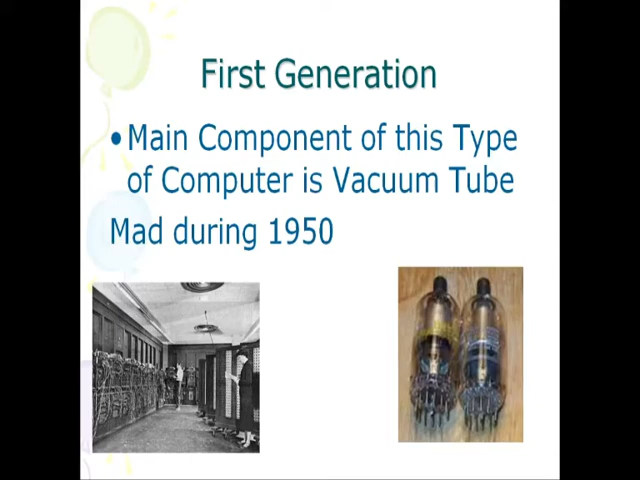 First Generation
•Main Component of this Type
of Computer is Vacuum Tube
Mad during 1950